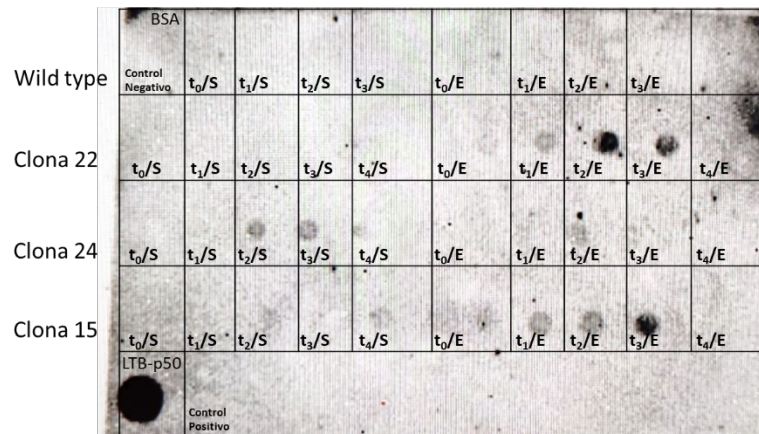 BSA
Wild type Control Negativo t₀/S t₁/S t₂/S t₃/S t₀/E t₁/E t₂/E t₃/E
Clona 22 t₀/S t₁/S t₂/S t₃/S t₄/S t₀/E t₁/E t₂/E t₃/E t₄/E
Clona 24 t₀/S t₁/S t₂/S t₃/S t₄/S t₀/E t₁/E t₂/E t₃/E t₄/E
Clona 15 t₀/S t₁/S t₂/S t₃/S t₄/S t₀/E t₁/E t₂/E t₃/E t₄/E
LTB-p50
Control
Positivo